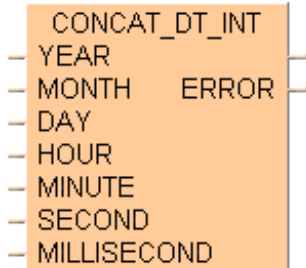 CONCAT_DT_INT
YEAR
MONTH ERROR
DAY
HOUR
MINUTE
SECOND
MILLISECOND